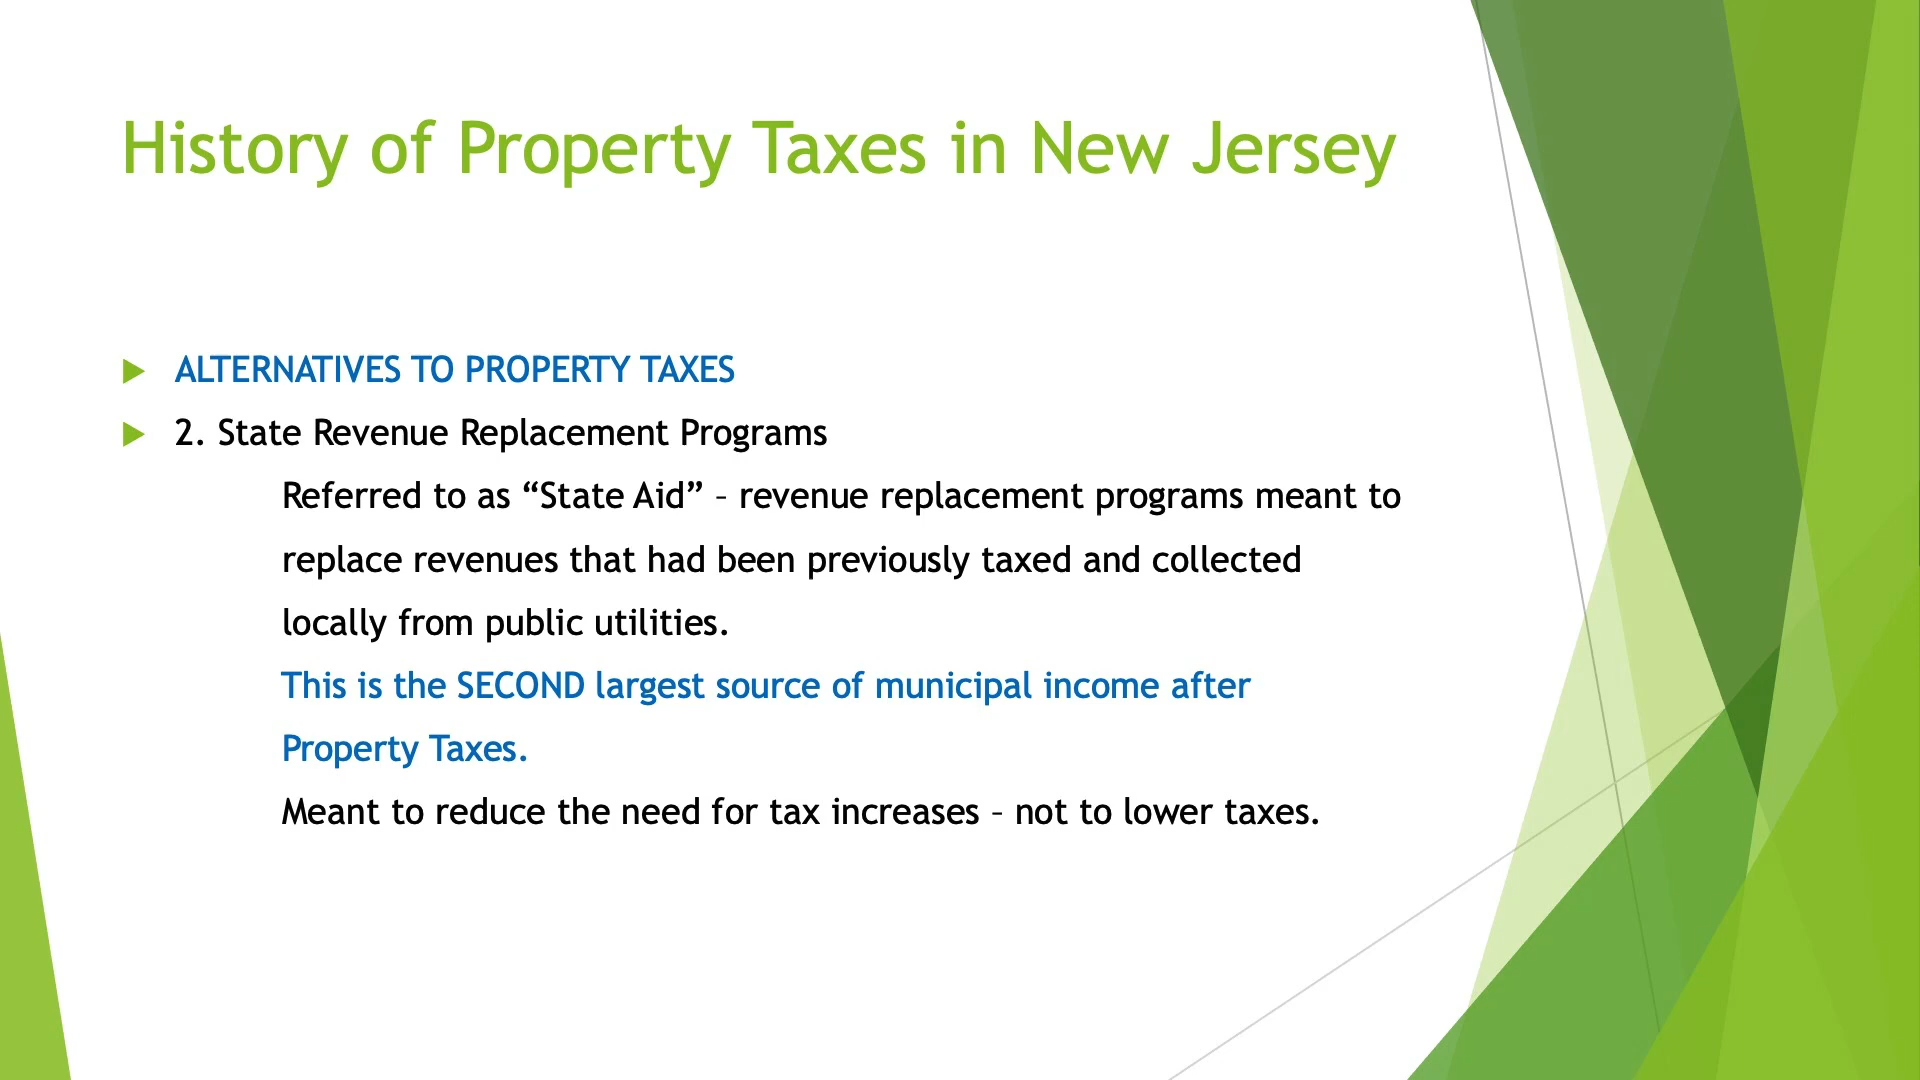 History of Property Taxes in New Jersey
ALTERNATIVES TO PROPERTY TAXES
2. State Revenue Replacement Programs
Referred to as “State Aid” – revenue replacement programs meant to
replace revenues that had been previously taxed and collected
locally from public utilities.
This is the SECOND largest source of municipal income after
Property Taxes.
Meant to reduce the need for tax increases – not to lower taxes.